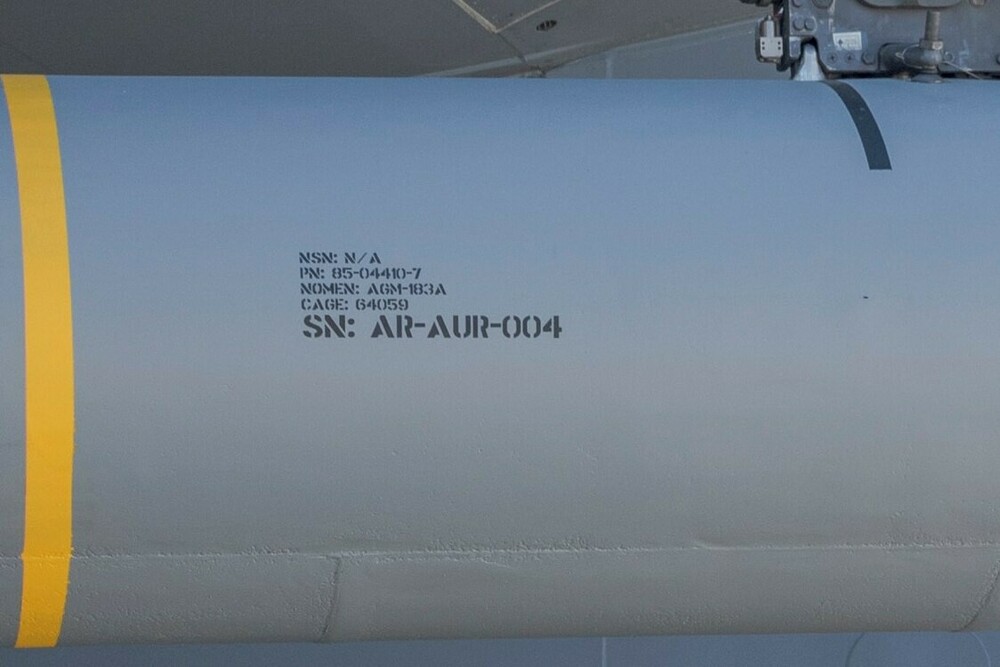 NSN: N/A
PN: 85-04410-7
NOMEN: AGM-183A
CAGE: 64059
SN: AR-AUR-004